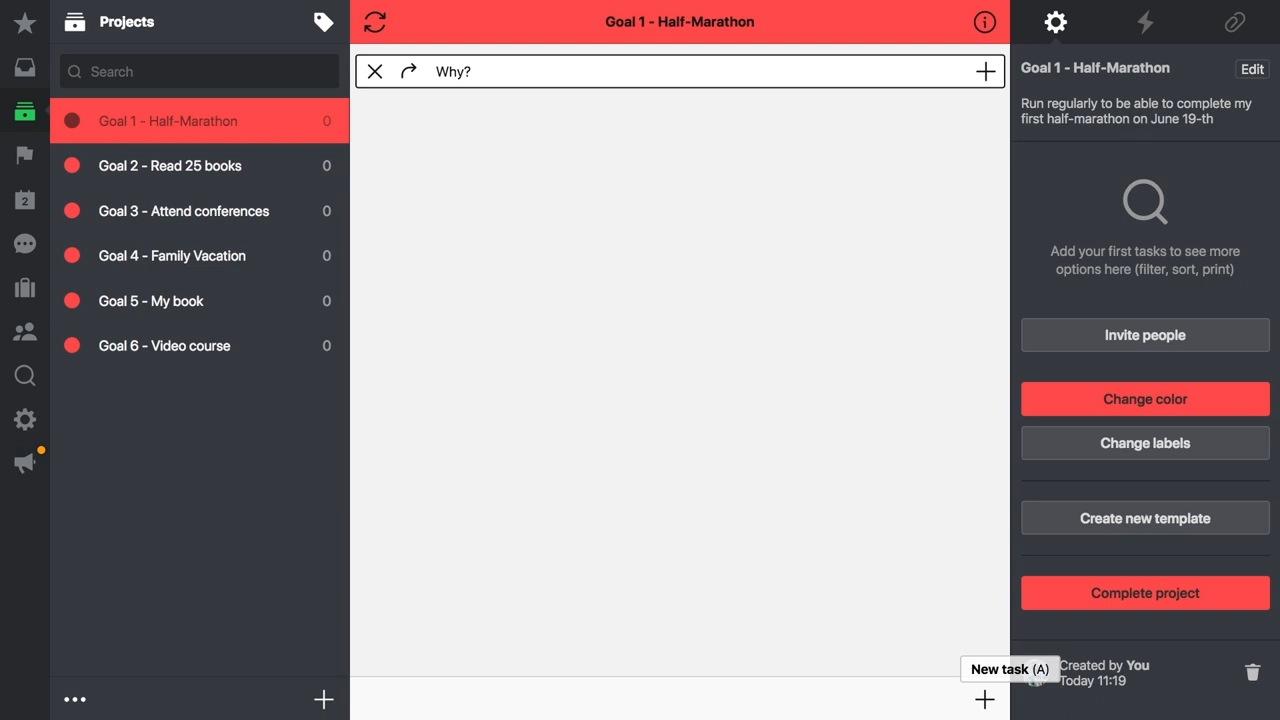 Projects
Search
Goal 1 - Half-Marathon 0
Goal 2 - Read 25 books 0
Goal 3 - Attend conferences 0
Goal 4 - Family Vacation 0
Goal 5 - My book 0
Goal 6 - Video course 0
2
Goal 1 - Half-Marathon
Why?
New task (A)
Goal 1 - Half-Marathon
Edit
Run regularly to be able to complete my
first half-marathon on June 19-th
Add your first tasks to see more
options here (filter, sort, print)
Invite people
Change color
Change labels
Create new template
Complete project
Created by You
Today 11:19